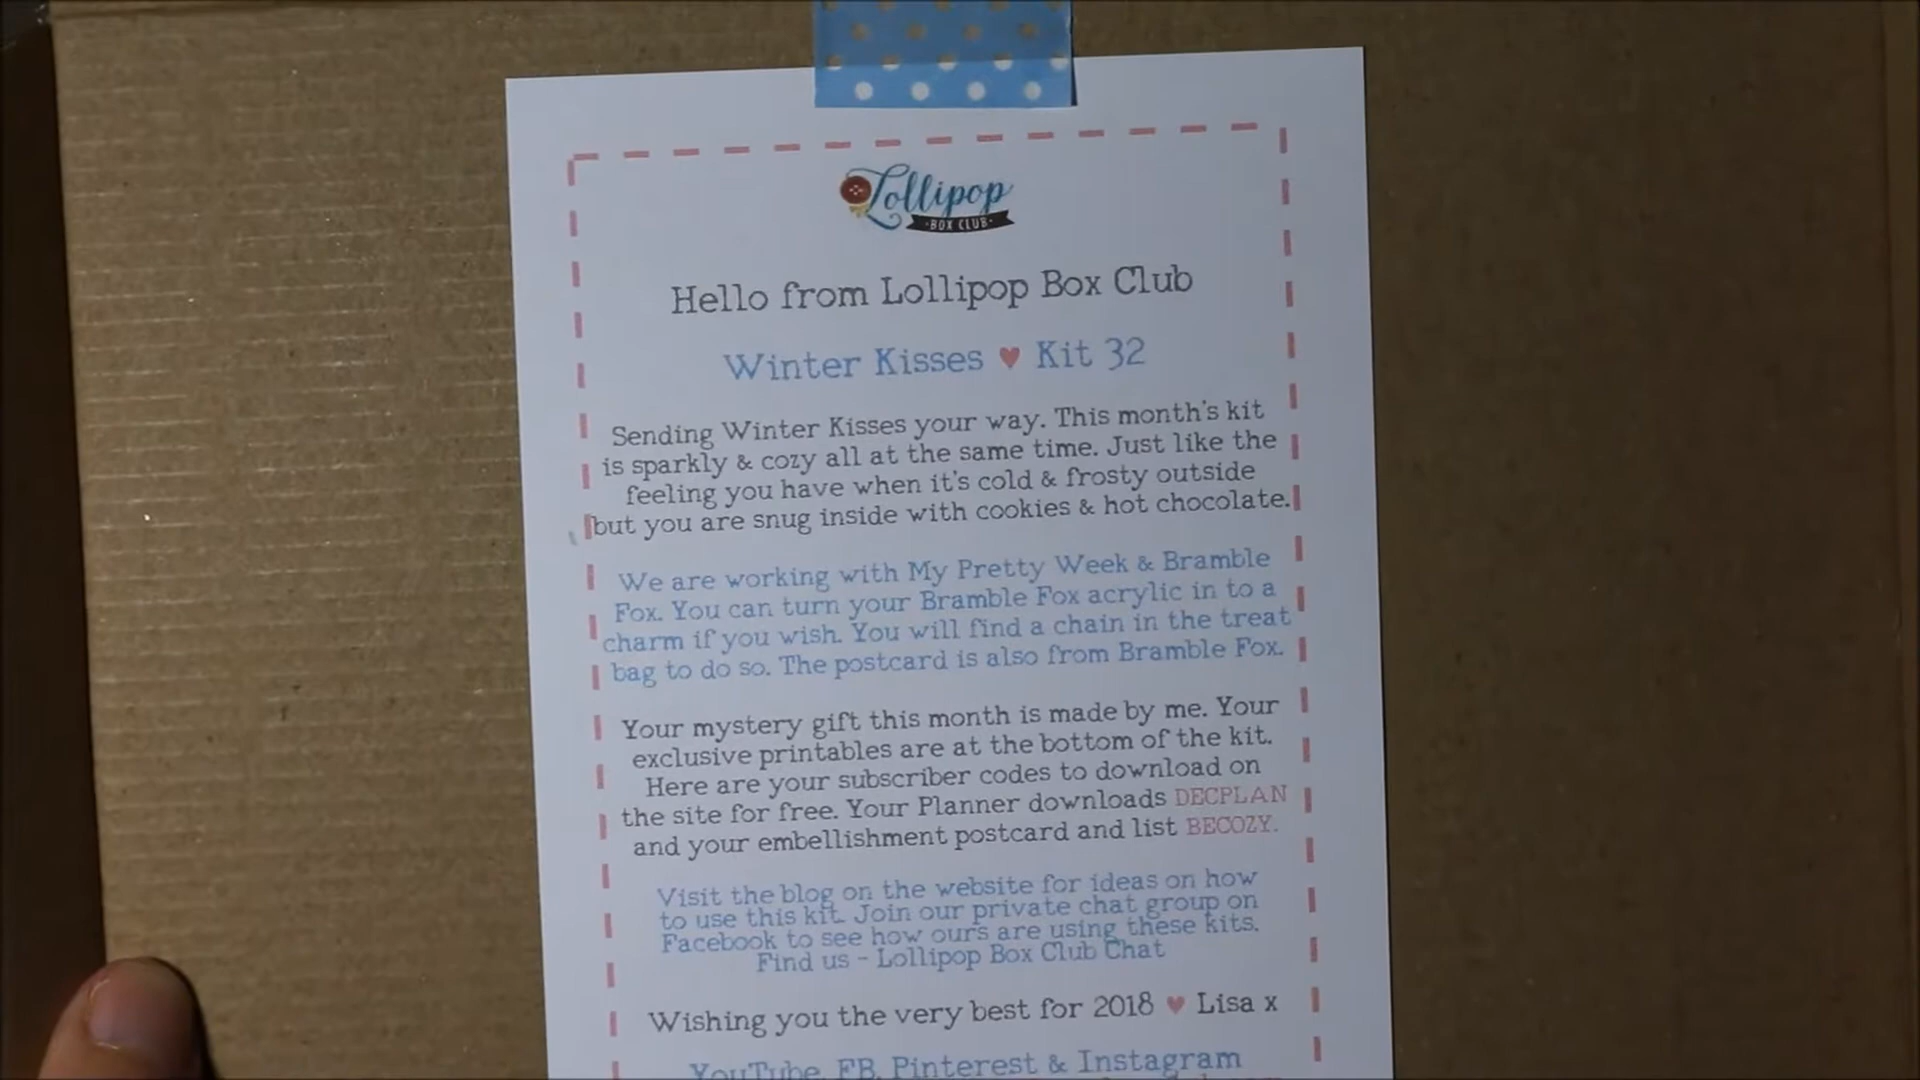 Lollipop
BOX CLUB
Hello from Lollipop Box Club
Winter Kisses ♥ Kit 32
Sending Winter Kisses your way. This month's kit
is sparkly & cozy all at the same time. Just like the
feeling you have when it's cold & frosty outside
but you are snug inside with cookies & hot chocolate.
We are working with My Pretty Week & Bramble
Fox. You can turn your Bramble Fox acrylic in to a
charm if you wish. You will find a chain in the treat
bag to do so. The postcard is also from Bramble Fox.
Your mystery gift this month is made by me. Your
exclusive printables are at the bottom of the kit.
Here are your subscriber codes to download on
the site for free. Your Planner downloads DECPLAN
and your embellishment postcard and list BECOZY.
Visit the blog on the website for ideas on how
to use this kit. Join our private chat group on
Facebook to see how ours are using these kits.
Find us - Lollipop Box Club Chat
Wishing you the very best for 2018 ♥ Lisa x
YouTube, FB, Pinterest & Instagram